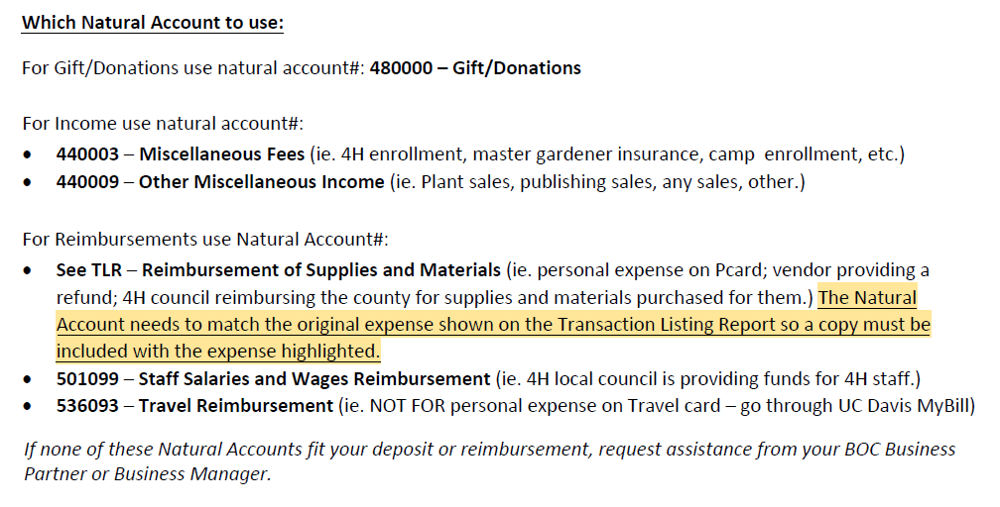 Which Natural Account to use:
For Gift/Donations use natural account#: 480000 – Gift/Donations
For Income use natural account#:
• 440003 – Miscellaneous Fees (ie. 4H enrollment, master gardener insurance, camp  enrollment, etc.)
• 440009 – Other Miscellaneous Income (ie. Plant sales, publishing sales, any sales, other.)
For Reimbursements use Natural Account#:
• See TLR – Reimbursement of Supplies and Materials (ie. personal expense on Pcard; vendor providing a
refund; 4H council reimbursing the county for supplies and materials purchased for them.) The Natural
Account needs to match the original expense shown on the Transaction Listing Report so a copy must be
included with the expense highlighted.
• 501099 – Staff Salaries and Wages Reimbursement (ie. 4H local council is providing funds for 4H staff.)
• 536093 – Travel Reimbursement (ie. NOT FOR personal expense on Travel card – go through UC Davis MyBill)
If none of these Natural Accounts fit your deposit or reimbursement, request assistance from your BOC Business
Partner or Business Manager.